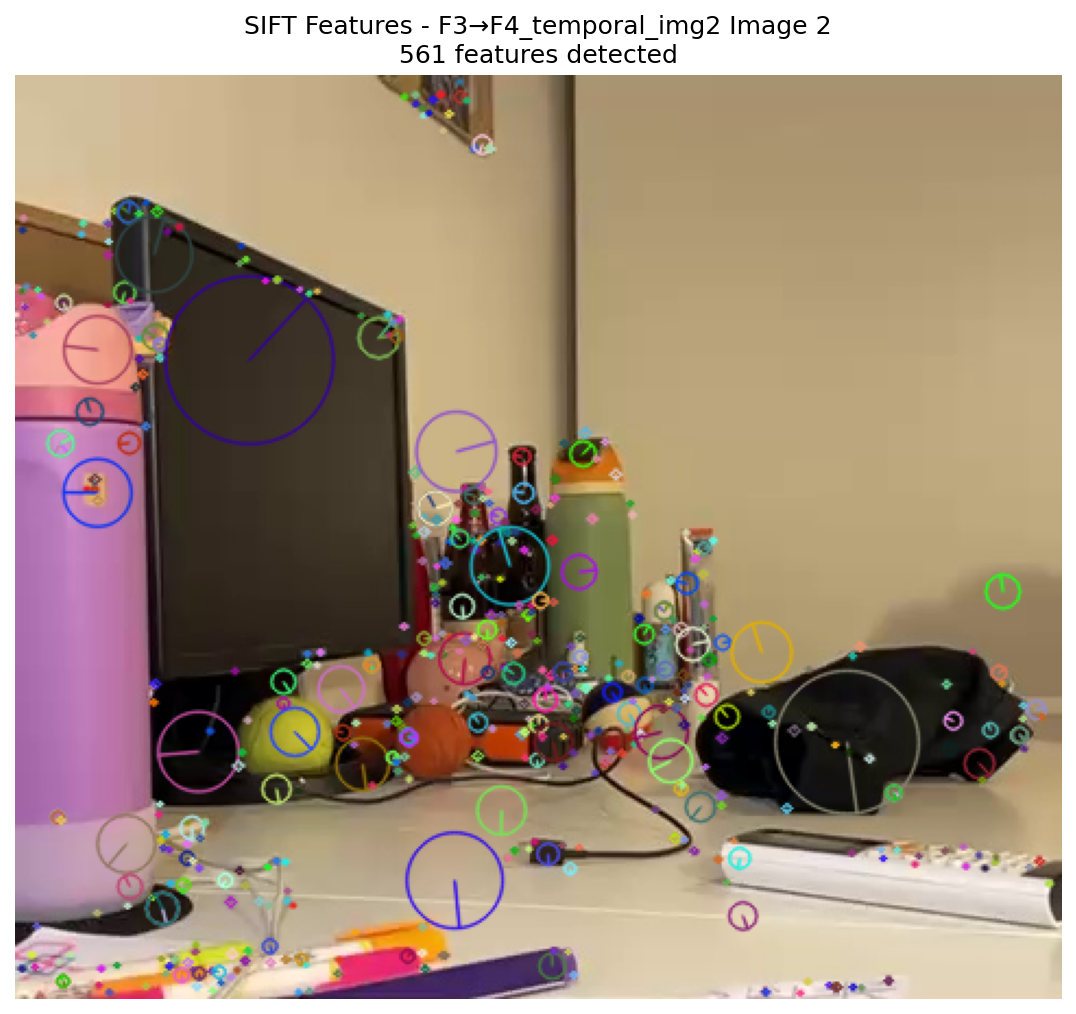 SIFT Features - F3→F4_temporal_img2 Image 2
561 features detected